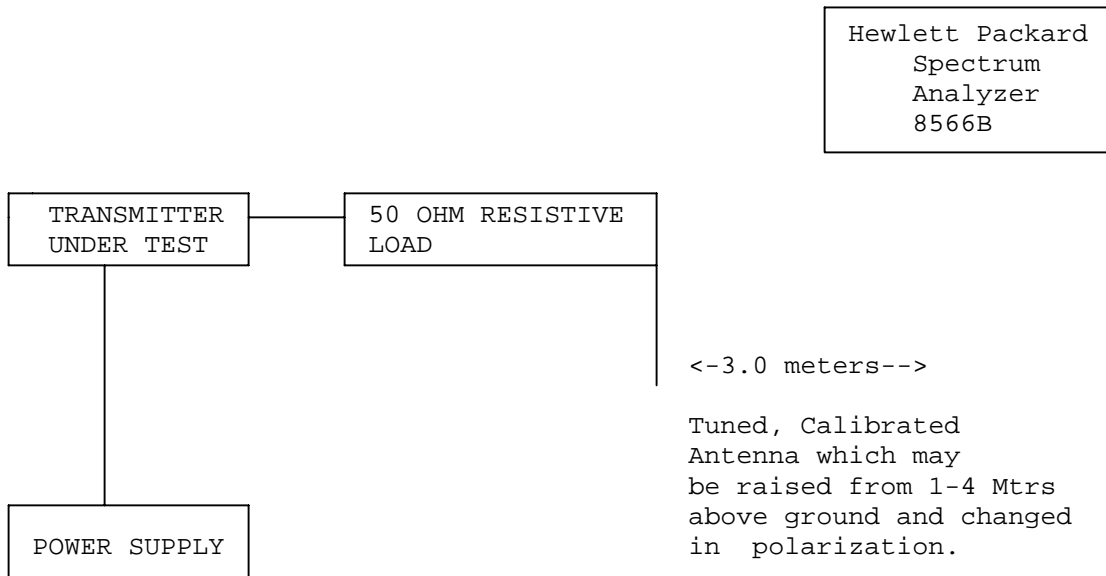 Hewlett Packard
Spectrum
Analyzer
8566B
TRANSMITTER
UNDER TEST
50 OHM RESISTIVE
LOAD
<-3.0 meters-->
Tuned, Calibrated
Antenna which may
be raised from 1-4 Mtrs
above ground and changed
in polarization.
POWER SUPPLY